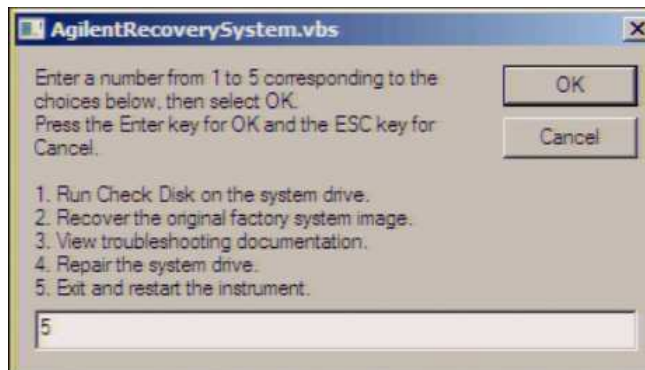 AgilentRecoverySystem.vbs
Enter a number from 1 to 5 corresponding to the
choices below, then select OK.
Press the Enter key for OK and the ESC key for
Cancel.
OK
Cancel
1. Run Check Disk on the system drive.
2. Recover the original factory system image.
3. View troubleshooting documentation.
4. Repair the system drive.
5. Exit and restart the instrument.
5